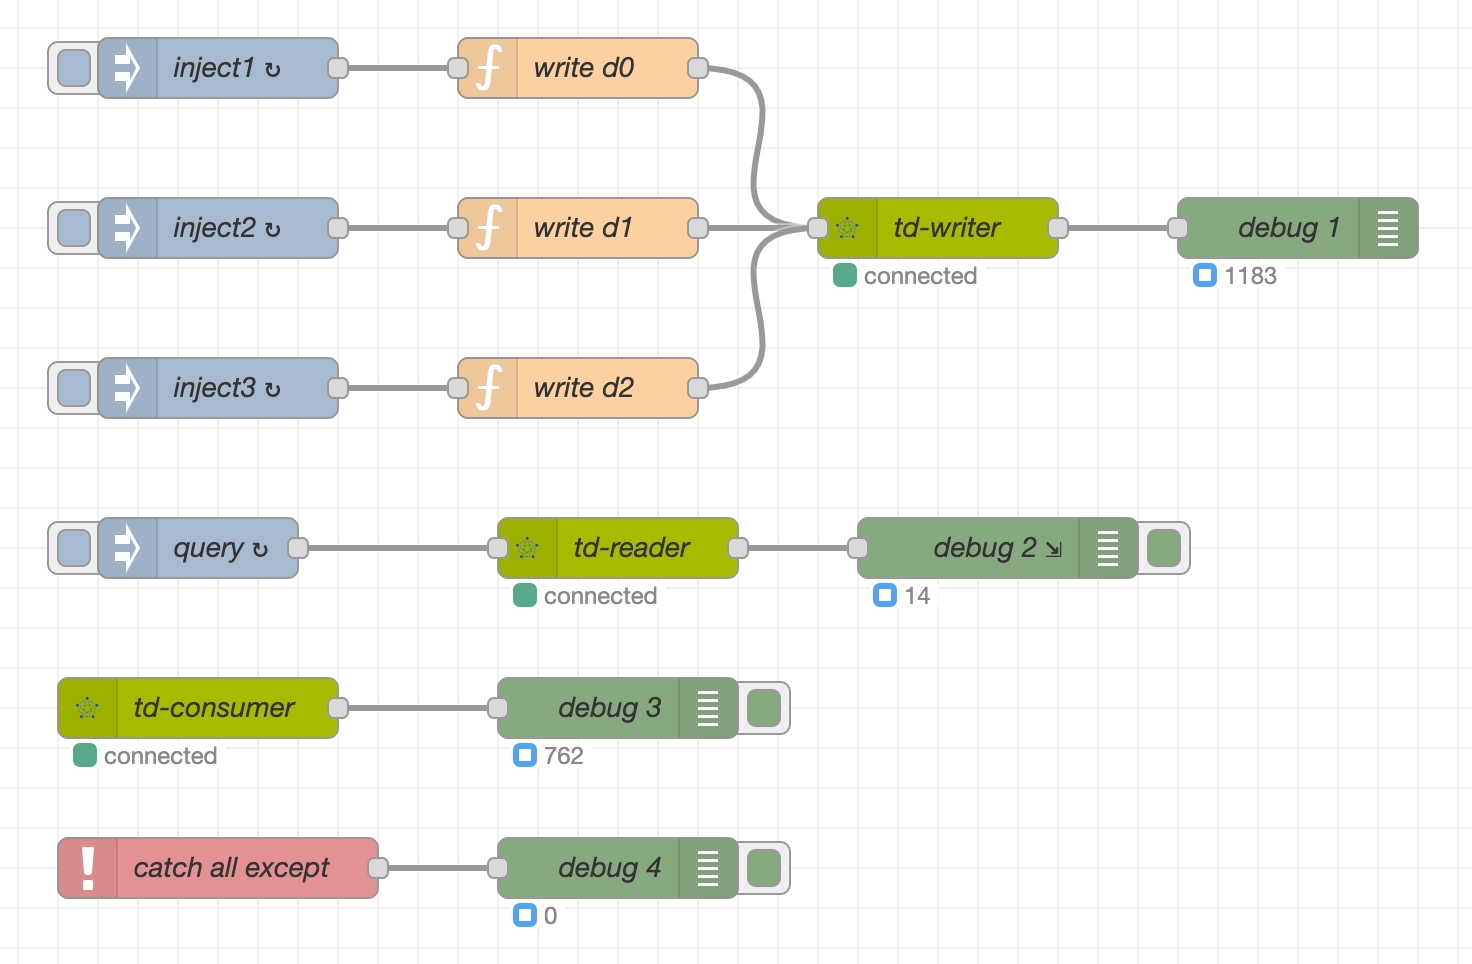 inject1 ↻
write d0
inject2 ↻
write d1
td-writer
debug 1
connected
1183
inject3 ↻
write d2
query ↻
td-reader
debug 2 ⇲
connected
14
td-consumer
debug 3
connected
762
catch all except
debug 4
0